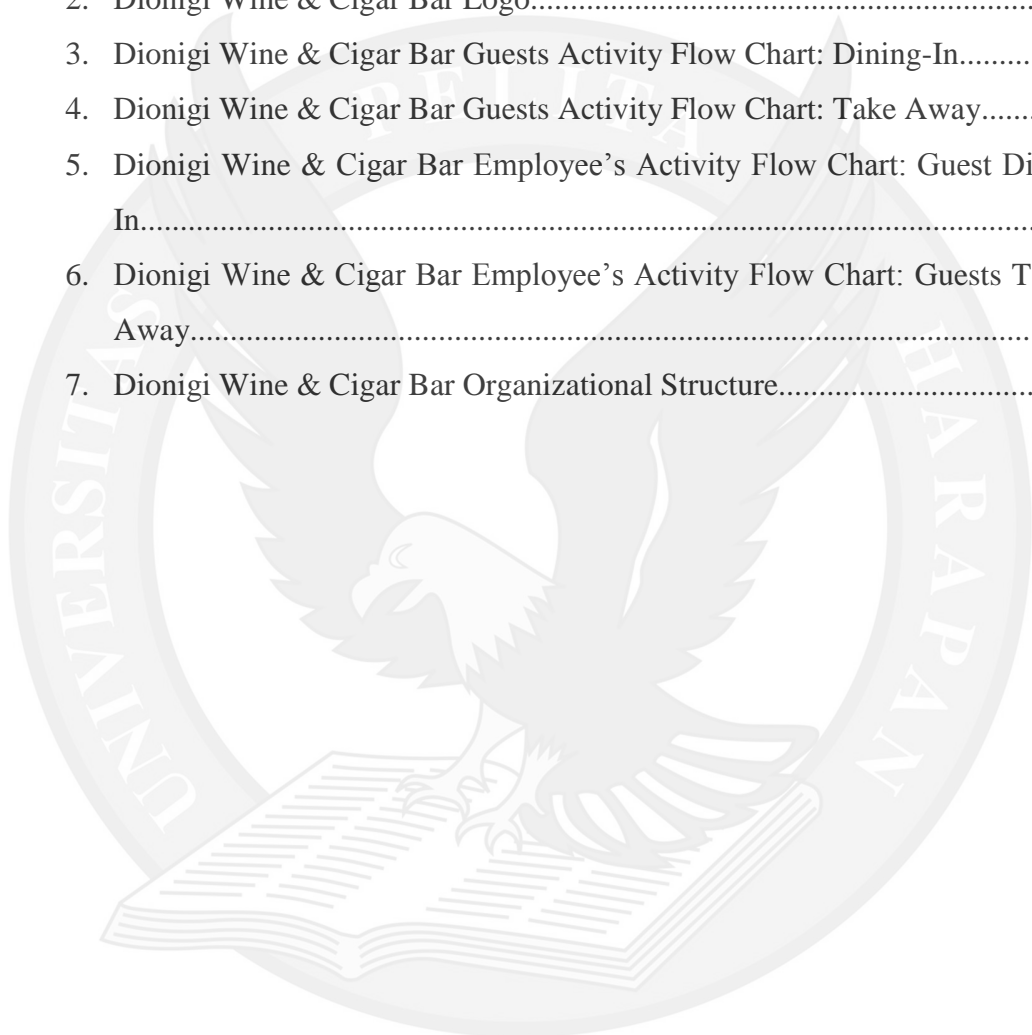 2. Dionigi Wine & Cigar Bar Logo..........................................................................
3. Dionigi Wine & Cigar Bar Guests Activity Flow Chart: Dining-In.........
4. Dionigi Wine & Cigar Bar Guests Activity Flow Chart: Take Away.......
5. Dionigi Wine & Cigar Bar Employee’s Activity Flow Chart: Guest
In.................................................................................................................
6. Dionigi Wine & Cigar Bar Employee’s Activity Flow Chart: Guests
Away.........................................................................................................
7. Dionigi Wine & Cigar Bar Organizational Structure................................
UNIVERSITAS PELITA HARAPAN